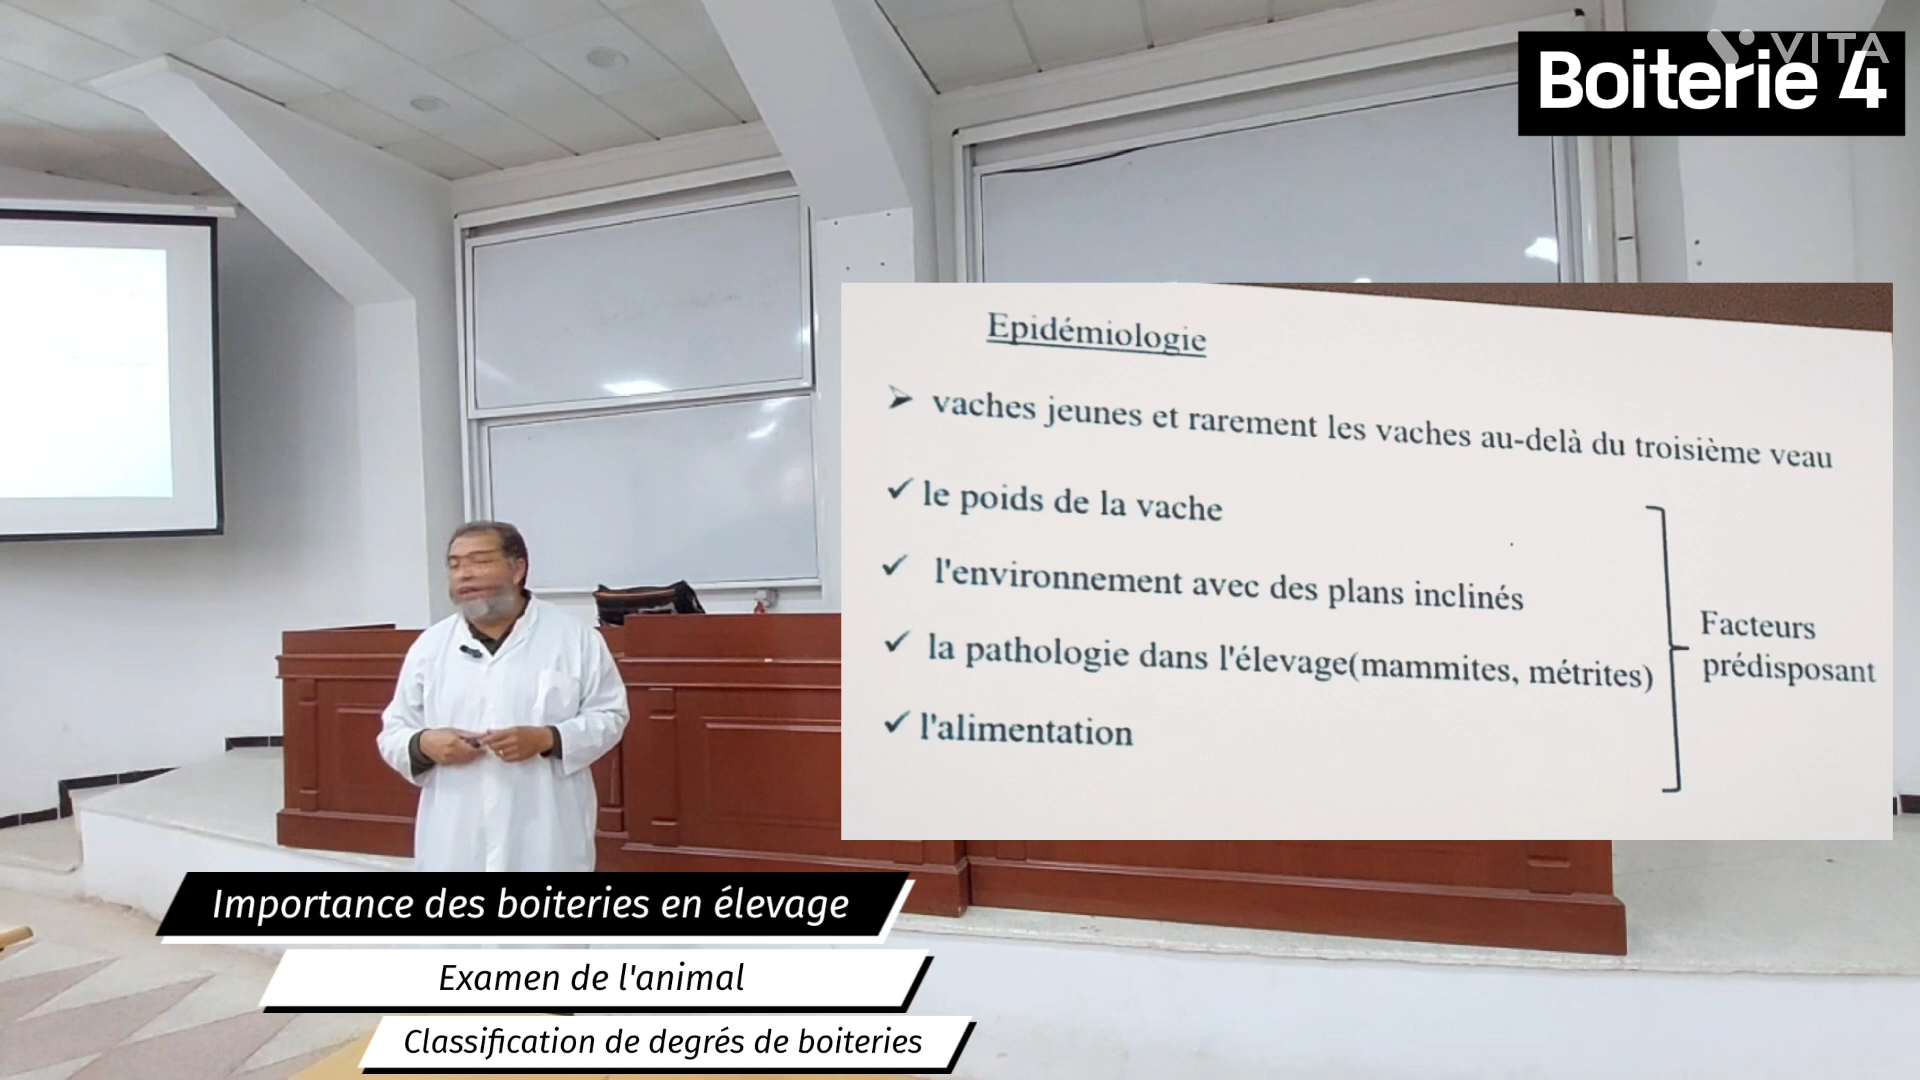 VITA
Boiterie 4
Epidémiologie
➢ vaches jeunes et rarement les vaches au-delà du troisième veau
✓ le poids de la vache
✓ l'environnement avec des plans inclinés
✓ la pathologie dans l'élevage(mammites, métrites)
✓ l'alimentation
Facteurs
prédisposant
Importance des boiteries en élevage
Examen de l'animal
Classification de degrés de boiteries